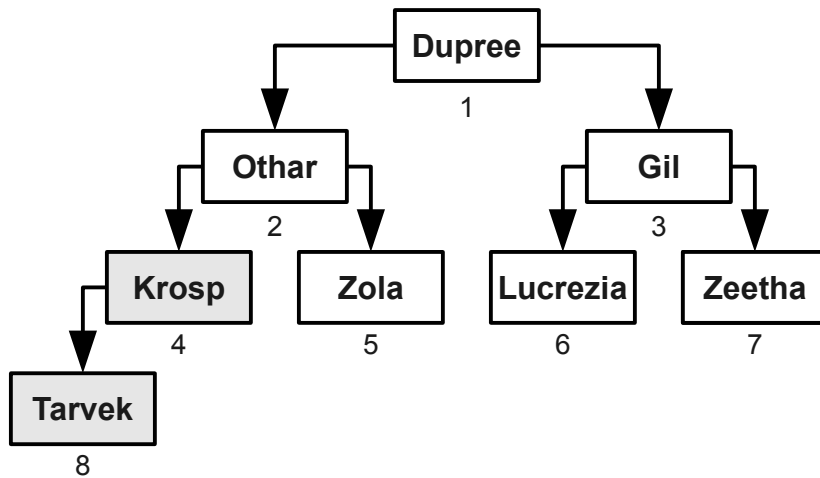 Dupree
1
Othar
Gil
2
3
Krosp
Zola
Lucrezia
Zeetha
4
5
6
7
Tarvek
8